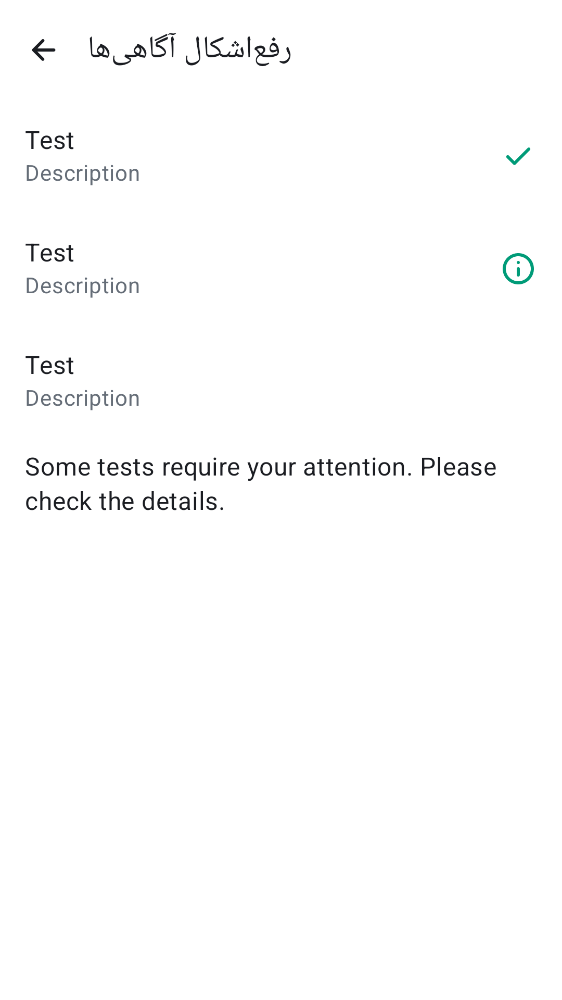 رفع‌اشکال آگاهی‌ها
Test
Description
Test
Description
Test
Description
Some tests require your attention. Please
check the details.